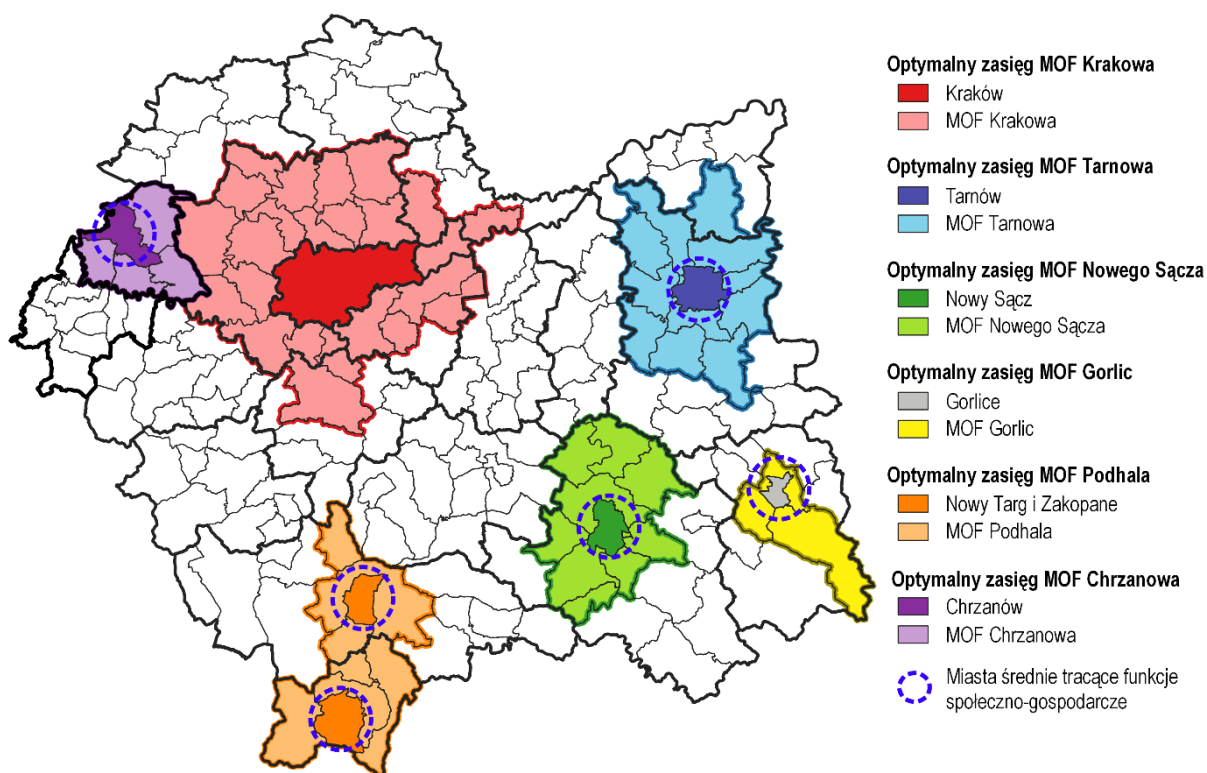 Optymalny zasięg MOF Krakowa
Kraków
MOF Krakowa
Optymalny zasięg MOF Tarnowa
Tarnów
MOF Tarnowa
Optymalny zasięg MOF Nowego Sącza
Nowy Sącz
MOF Nowego Sącza
Optymalny zasięg MOF Gorlic
Gorlice
MOF Gorlic
Optymalny zasięg MOF Podhala
Nowy Targ i Zakopane
MOF Podhala
Optymalny zasięg MOF Chrzanowa
Chrzanów
MOF Chrzanowa
Miasta średnie tracące funkcje
społeczno-gospodarcze